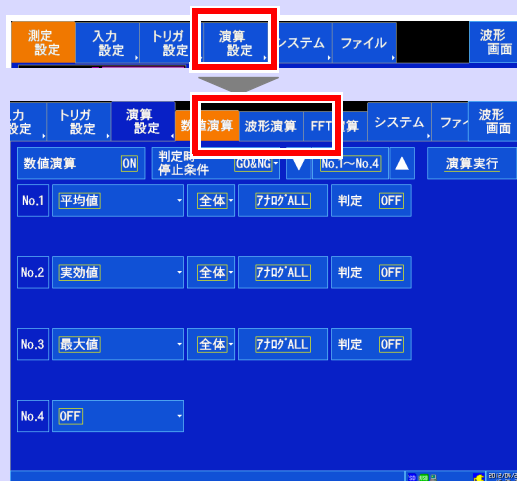 測定 入力 トリガ 演算 システム ファイル 波形
設定 設定 設定 設定 画面
力 トリガ 演算 数値演算 波形演算 FFT演算 システム ファイ 波形
設定 設定 設定 画面
数値演算 ON 判定時 GO&NG No.1～No.4 演算実行
停止条件
No.1 平均値 全体 ｱﾅﾛｸﾞALL 判定 OFF
No.2 実効値 全体 ｱﾅﾛｸﾞALL 判定 OFF
No.3 最大値 全体 ｱﾅﾛｸﾞALL 判定 OFF
No.4 OFF